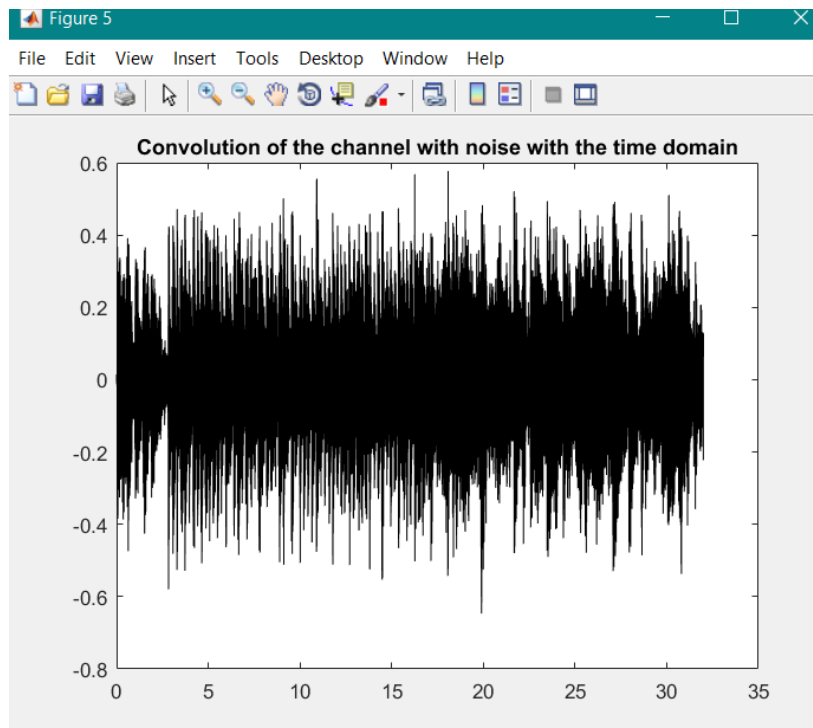 Figure 5
File Edit View Insert Tools Desktop Window Help
Convolution of the channel with noise with the time domain
0.6
0.4
0.2
0
-0.2
-0.4
-0.6
-0.8
0 5 10 15 20 25 30 35